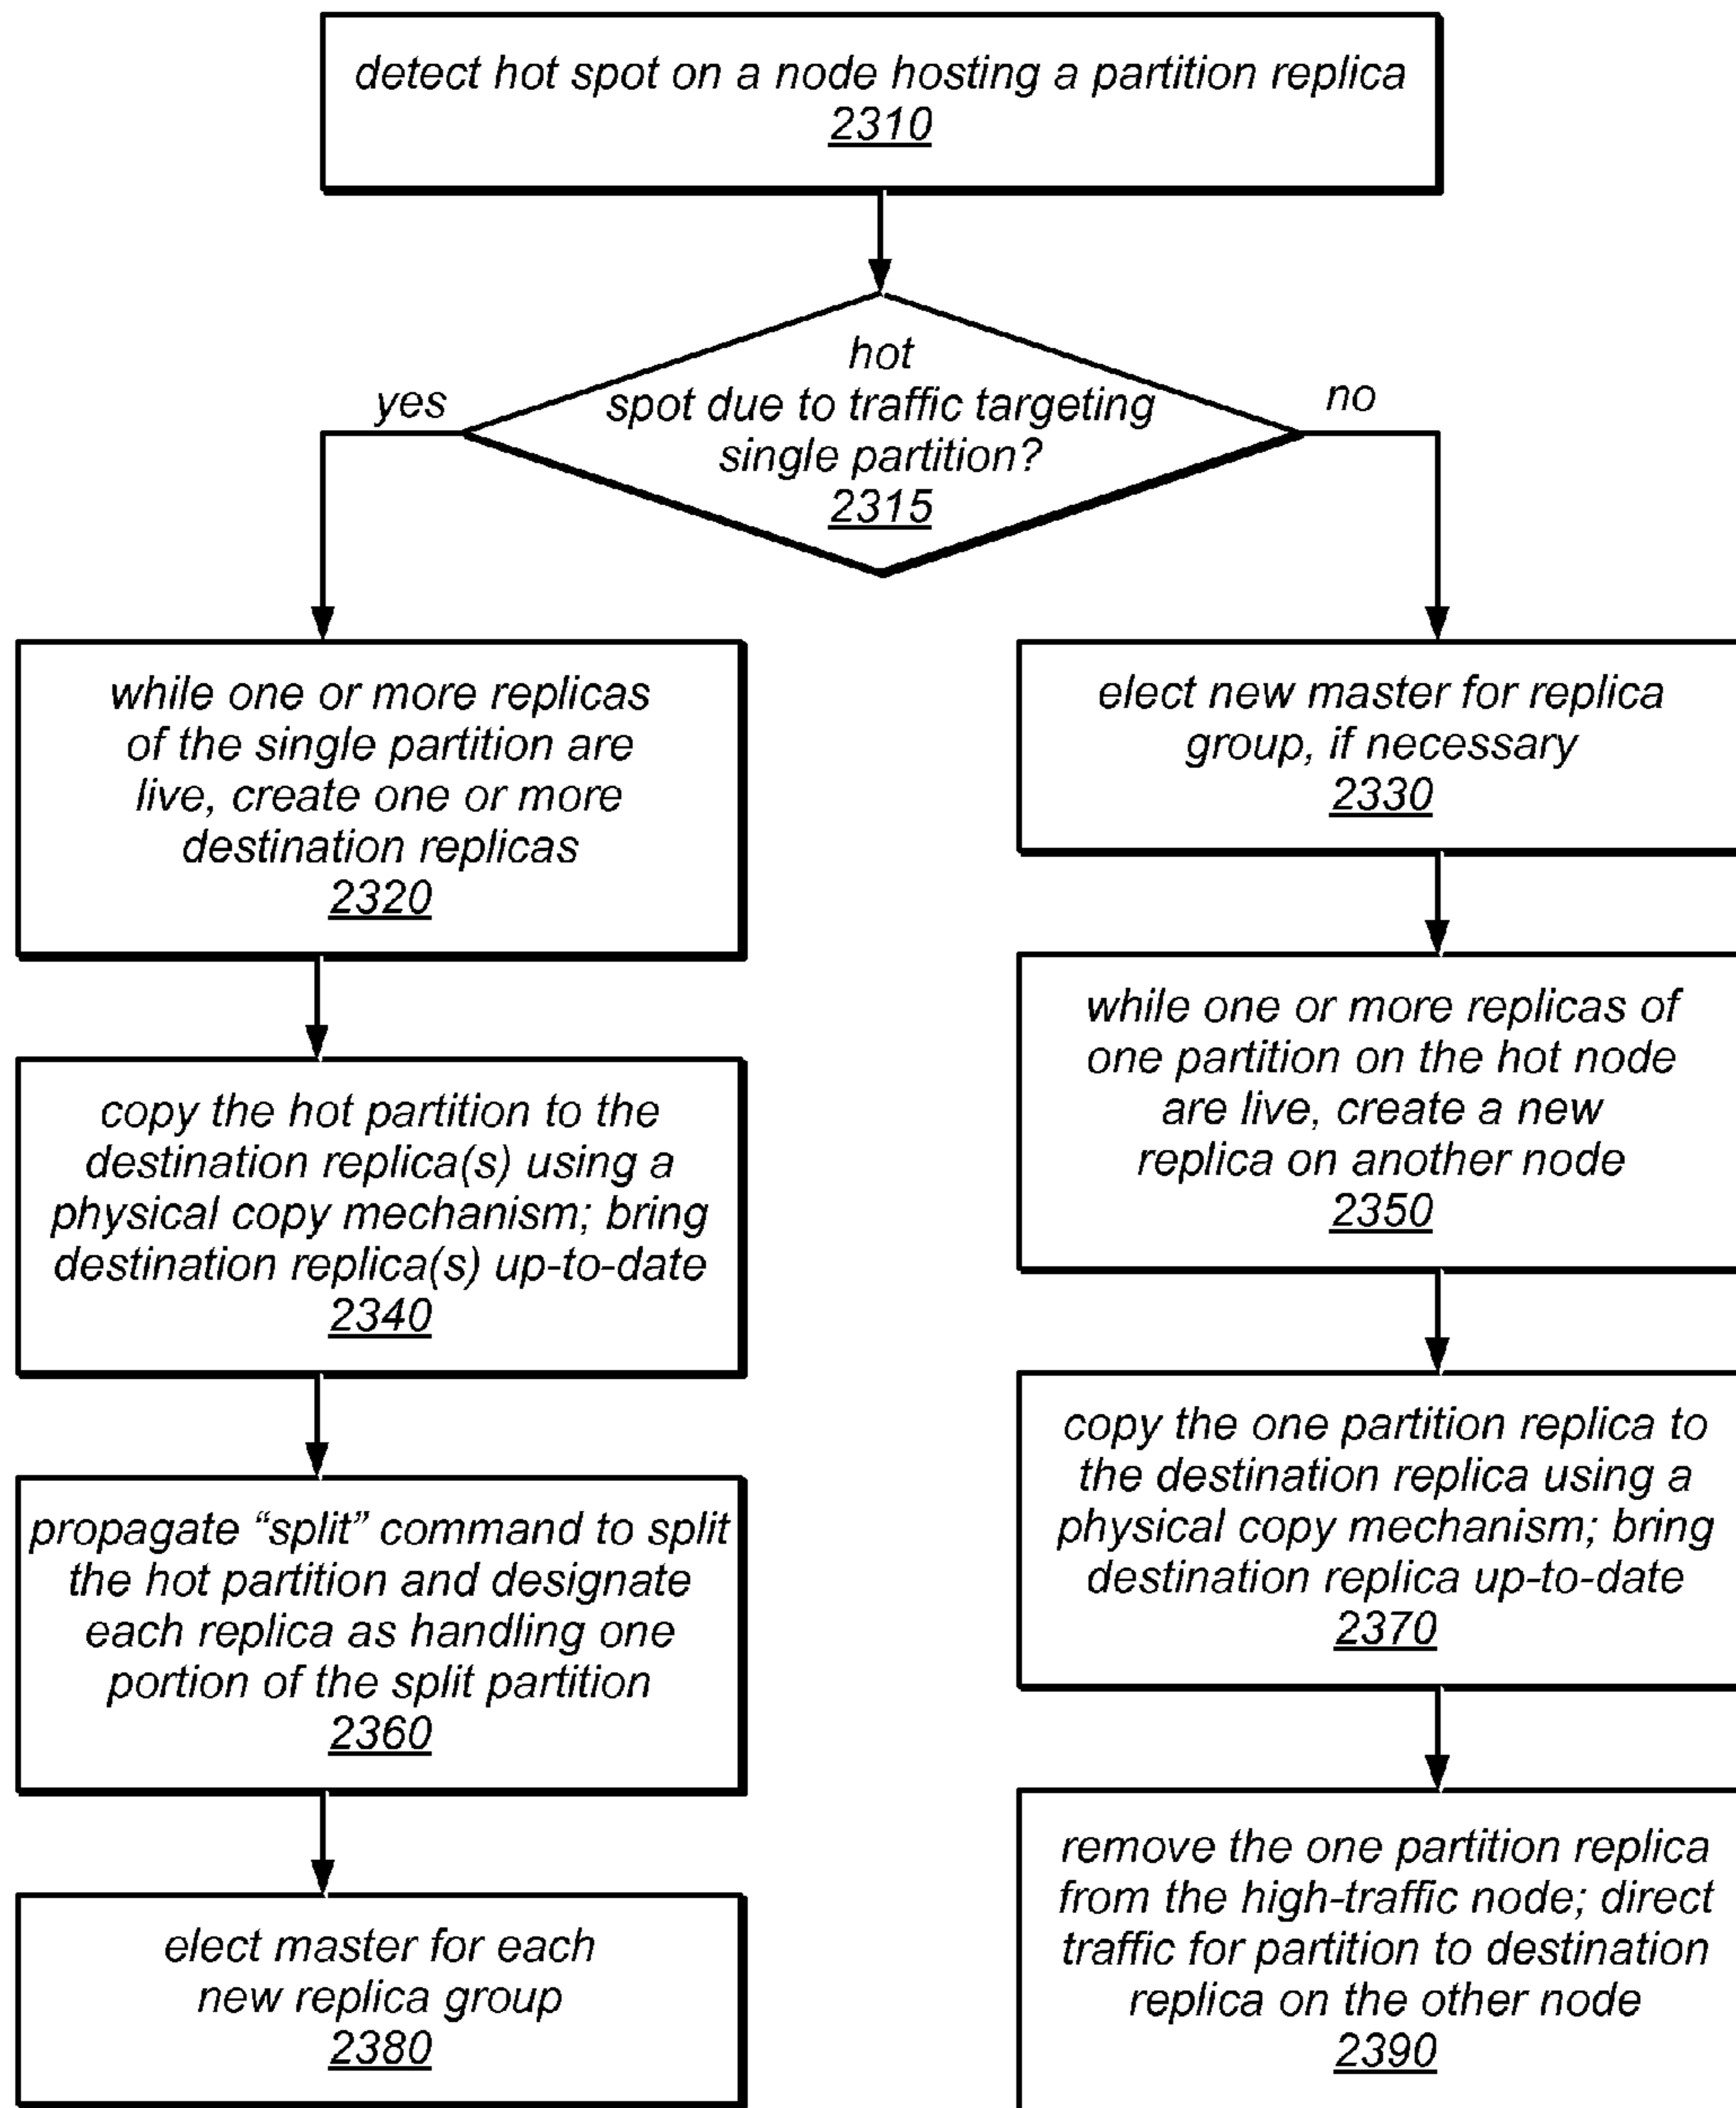 detect hot spot on a node hosting a partition replica
2310
hot
spot due to traffic targeting
single partition?
2315
yes
no
while one or more replicas
of the single partition are
live, create one or more
destination replicas
2320
copy the hot partition to the
destination replica(s) using a
physical copy mechanism; bring
destination replica(s) up-to-date
2340
propagate “split” command to split
the hot partition and designate
each replica as handling one
portion of the split partition
2360
elect master for each
new replica group
2380
elect new master for replica
group, if necessary
2330
while one or more replicas of
one partition on the hot node
are live, create a new
replica on another node
2350
copy the one partition replica to
the destination replica using a
physical copy mechanism; bring
destination replica up-to-date
2370
remove the one partition replica
from the high-traffic node; direct
traffic for partition to destination
replica on the other node
2390